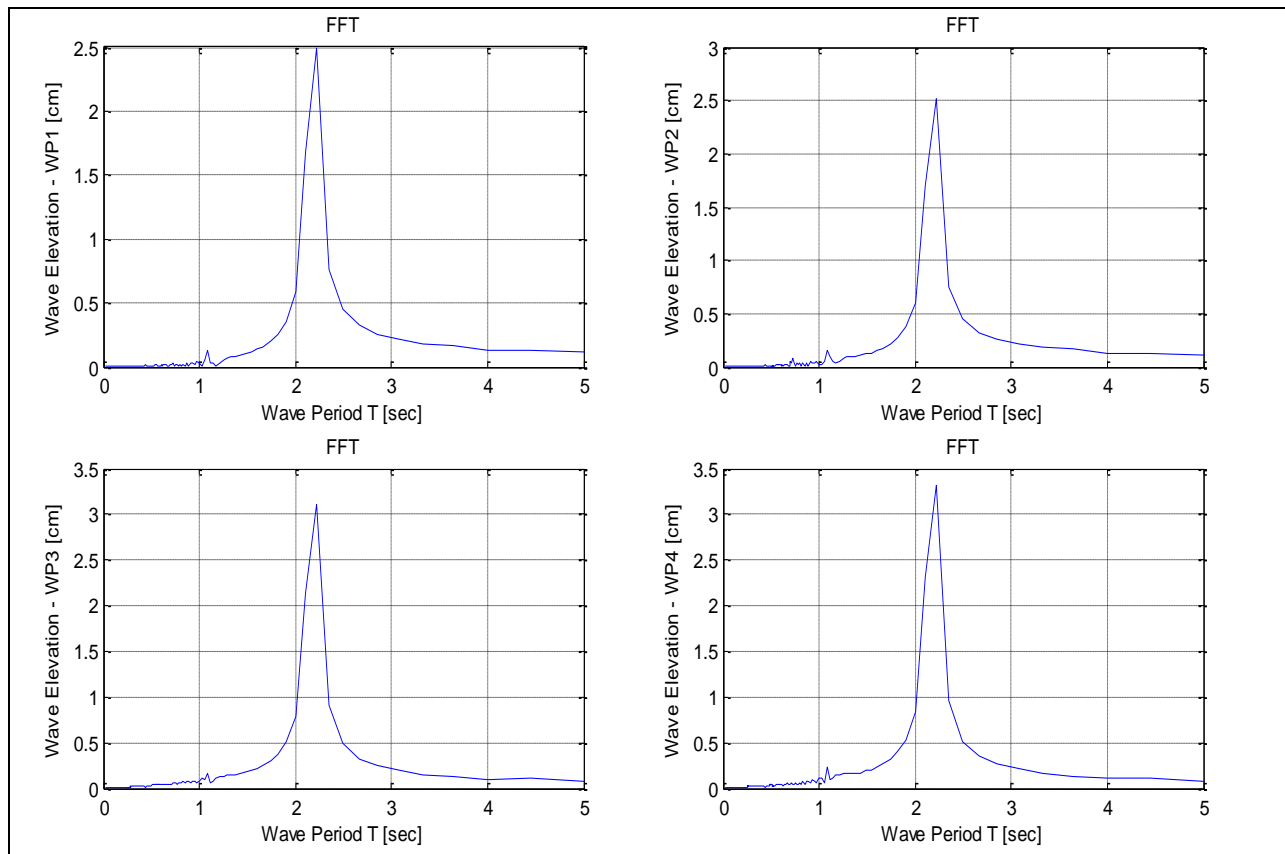 FFT
2.5
2
1.5
1
0.5
0
0 1 2 3 4 5
Wave Elevation - WP1 [cm]
Wave Period T [sec]
FFT
3
2.5
2
1.5
1
0.5
0
0 1 2 3 4 5
Wave Elevation - WP2 [cm]
Wave Period T [sec]
FFT
3.5
3
2.5
2
1.5
1
0.5
0
0 1 2 3 4 5
Wave Elevation - WP3 [cm]
Wave Period T [sec]
FFT
3.5
3
2.5
2
1.5
1
0.5
0
0 1 2 3 4 5
Wave Elevation - WP4 [cm]
Wave Period T [sec]